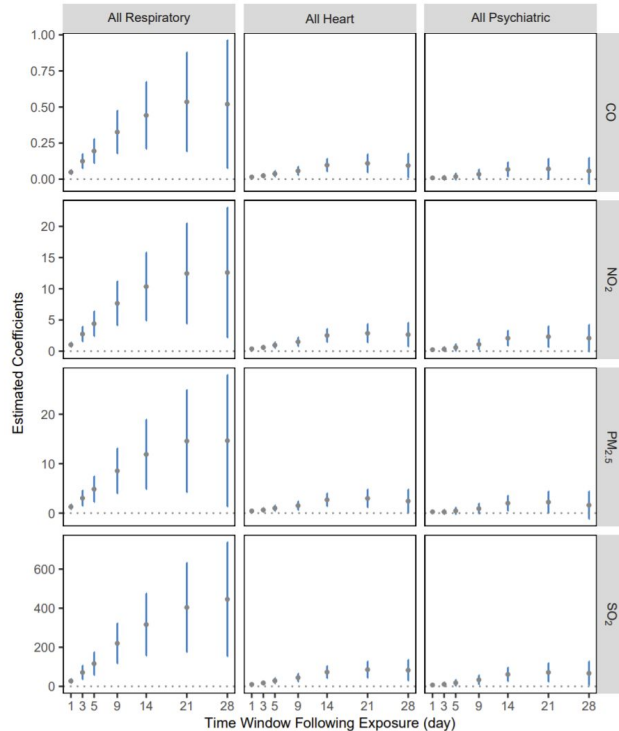 All Respiratory All Heart All Psychiatric
1.00
0.75
0.50
0.25
0.00
CO
20
15
10
5
0
NO₂
Estimated Coefficients
20
10
0
PM₂.₅
600
400
200
0
SO₂
1 3 5 9 14 21 28 1 3 5 9 14 21 28 1 3 5 9 14 21 28
Time Window Following Exposure (day)